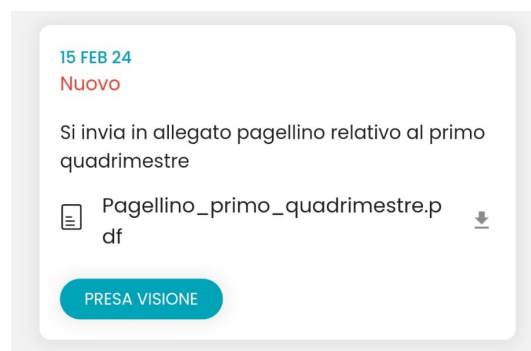 15 FEB 24
Nuovo
Si invia in allegato pagellino relativo al primo
quadrimestre
Pagellino_primo_quadrimestre.p
df
PRESA VISIONE